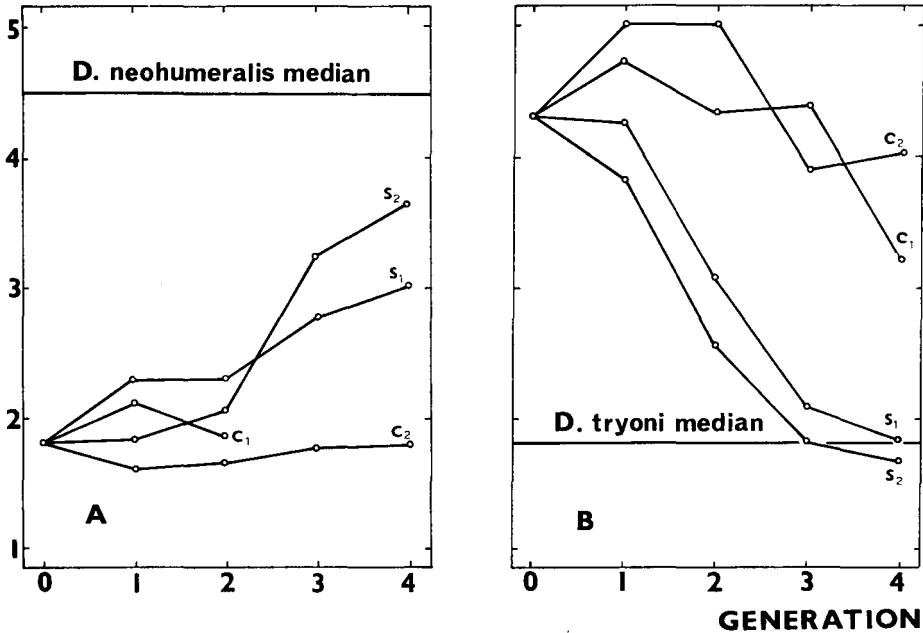 5
D. neohumeralis median
4
S₂
3
S₁
2
C₁
C₂
A
1
0 1 2 3 4
C₂
C₁
D. tryoni median
S₁
S₂
B
0 1 2 3 4
GENERATION